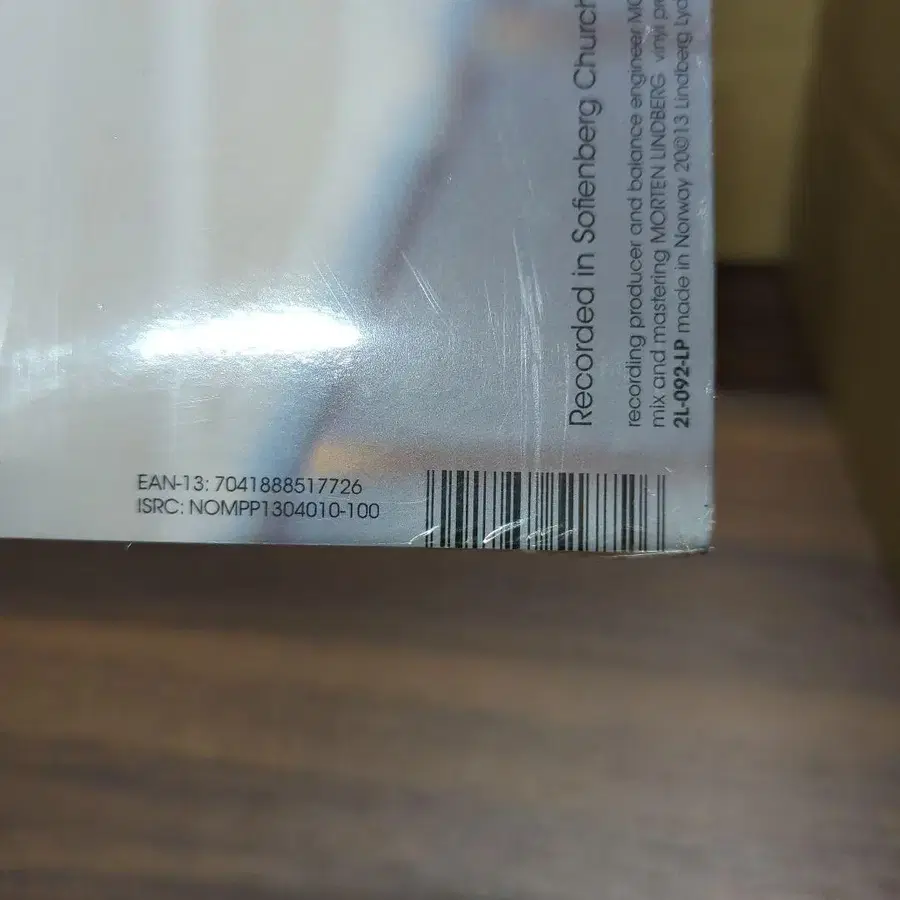 Recorded in Sofienberg Church
recording producer and balance engineer
mix and mastering MORTEN LINDBERG vinyl
2L-092-LP made in Norway 20©13 Lindberg
EAN-13: 7041888517726
ISRC: NOMPP1304010-100